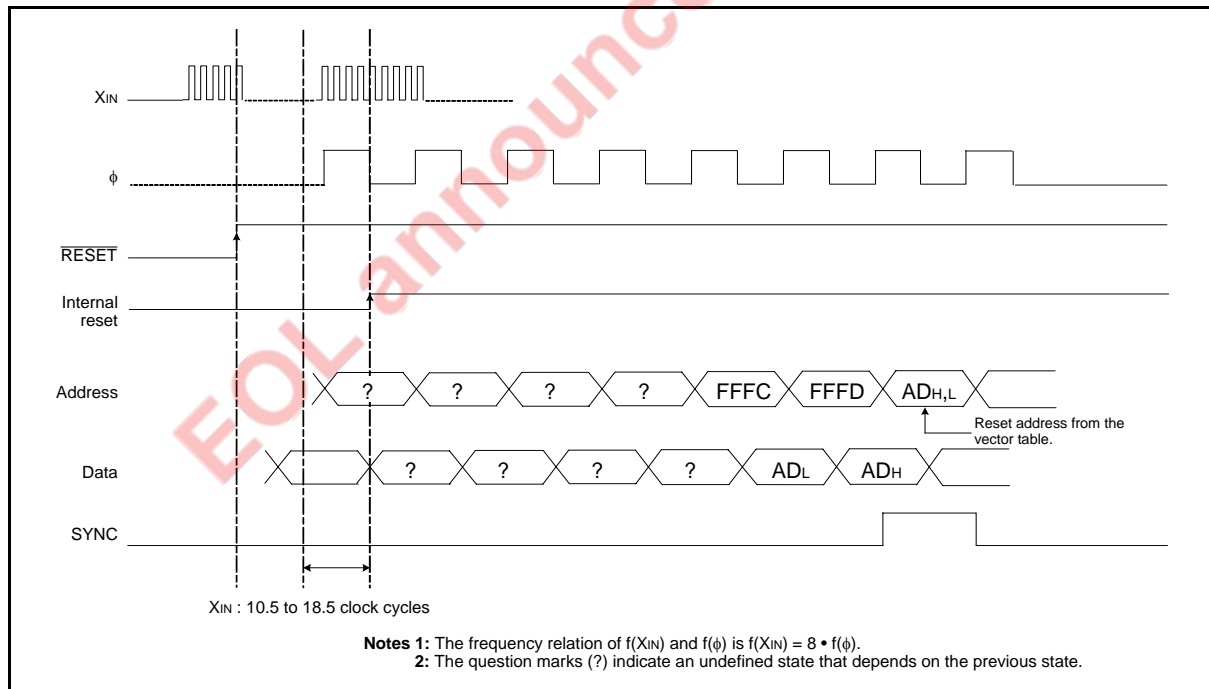 EOL announc
XIN
ϕ
RESET
Internal
reset
Address
? ? ? ? FFFC FFFD ADH,L
Reset address from the
vector table.
Data
? ? ? ? ADL ADH
SYNC
XIN : 10.5 to 18.5 clock cycles
Notes 1: The frequency relation of f(XIN) and f(ϕ) is f(XIN) = 8 • f(ϕ).
2: The question marks (?) indicate an undefined state that depends on the previous state.